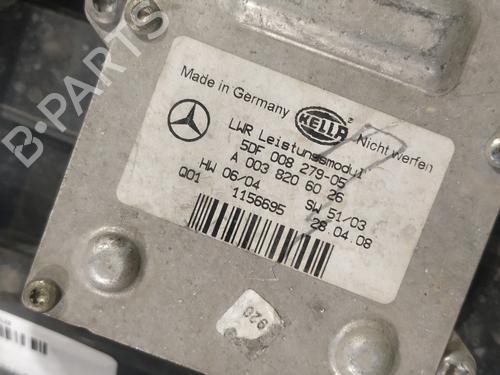 B-PARTS
Made in Germany
HELLA
Nicht werfen
LWR Leistungsmodul
5DF 008 279-05
A 003 820 60 26
HW 06/04 SW 51/03
Q01 1156695 28.04.08
920